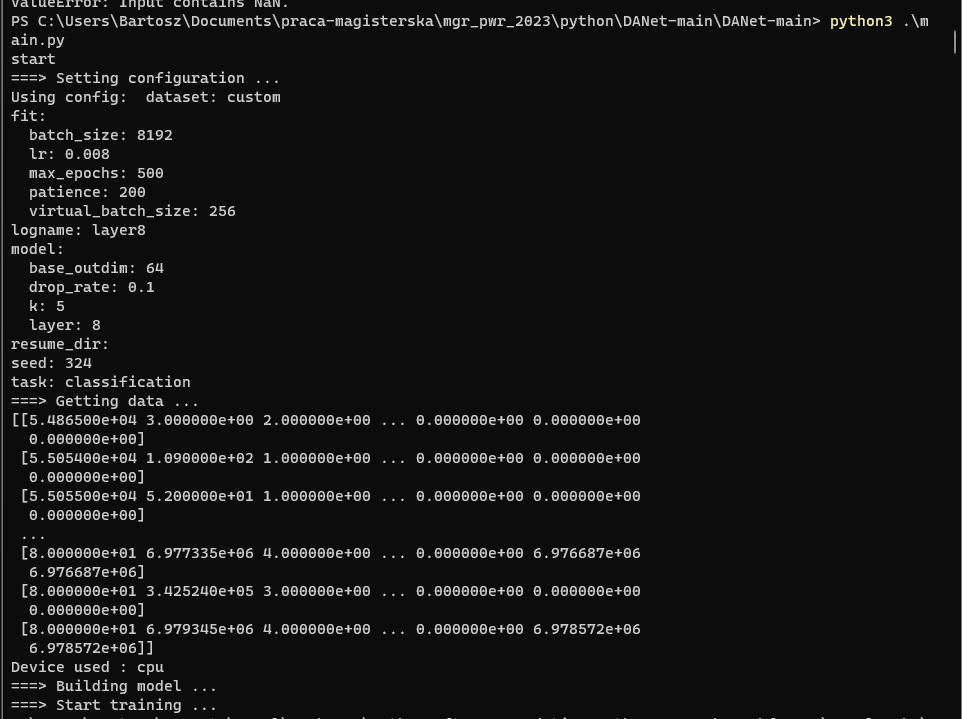 ValueError: Input contains NaN.
PS C:\Users\Bartosz\Documents\praca-magisterska\mgr_pwr_2023\python\DANet-main\DANet-main> python3 .\m
ain.py
start
===> Setting configuration ...
Using config:  dataset: custom
fit:
  batch_size: 8192
  lr: 0.008
  max_epochs: 500
  patience: 200
  virtual_batch_size: 256
logname: layer8
model:
  base_outdim: 64
  drop_rate: 0.1
  k: 5
  layer: 8
resume_dir:
seed: 324
task: classification
===> Getting data ...
[[5.486500e+04 3.000000e+00 2.000000e+00 ... 0.000000e+00 0.000000e+00
  0.000000e+00]
 [5.505400e+04 1.090000e+02 1.000000e+00 ... 0.000000e+00 0.000000e+00
  0.000000e+00]
 [5.505500e+04 5.200000e+01 1.000000e+00 ... 0.000000e+00 0.000000e+00
  0.000000e+00]
 ...
 [8.000000e+01 6.977335e+06 4.000000e+00 ... 0.000000e+00 6.976687e+06
  6.976687e+06]
 [8.000000e+01 3.425240e+05 3.000000e+00 ... 0.000000e+00 0.000000e+00
  0.000000e+00]
 [8.000000e+01 6.979345e+06 4.000000e+00 ... 0.000000e+00 6.978572e+06
  6.978572e+06]]
Device used : cpu
===> Building model ...
===> Start training ...